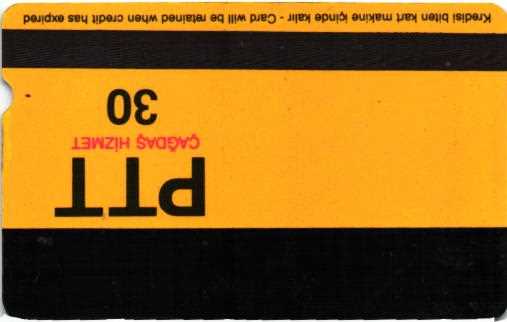 PTT
ÇAĞDAŞ HİZMET
30
Kredisi biten kart makine içinde kalır - Card will be retained when credit has expired